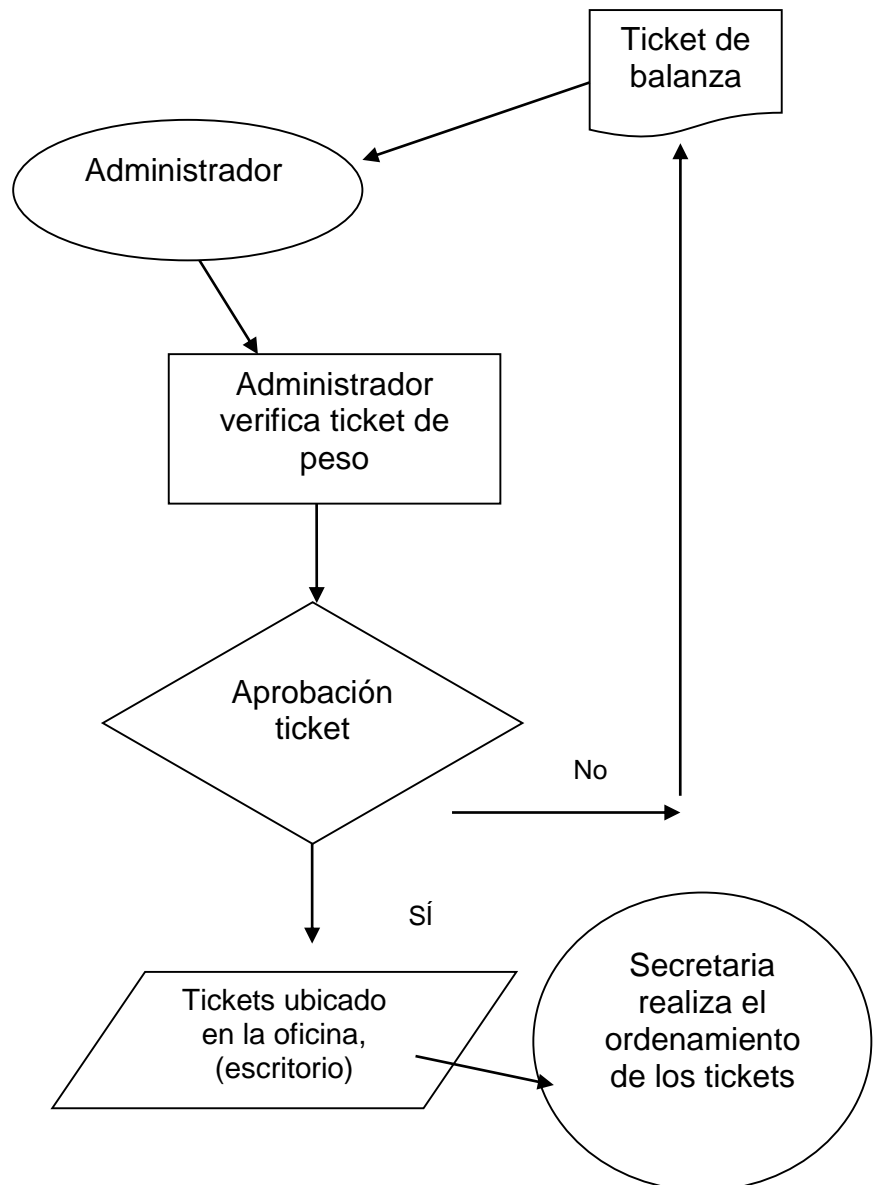 Ticket de
balanza
Administrador
Administrador
verifica ticket de
peso
Aprobación
ticket
No
SÍ
Tickets ubicado
en la oficina,
(escritorio)
Secretaria
realiza el
ordenamiento
de los tickets